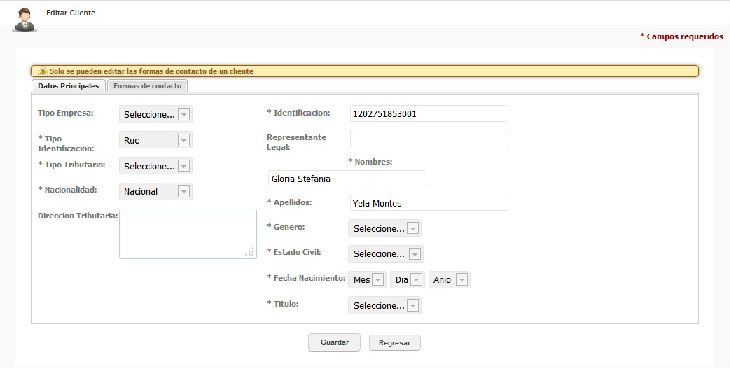 Editar Cliente
* Campos requeridos
Solo se pueden editar las formas de contacto de un cliente
Datos Principales
Formas de contacto
Tipo Empresa: Seleccione...
* Identificacion: 1202751853001
* Tipo Identificacion: Ruc
Representante Legal:
* Tipo Tributario: Seleccione...
* Nombres:
Gloria Stefania
* Nacionalidad: Nacional
* Apellidos: Yela Montes
Direccion Tributaria:
* Genero: Seleccione...
* Estado Civil: Seleccione...
* Fecha Nacimiento: Mes Dia Anio
* Titulo: Seleccione...
Guardar
Regresar